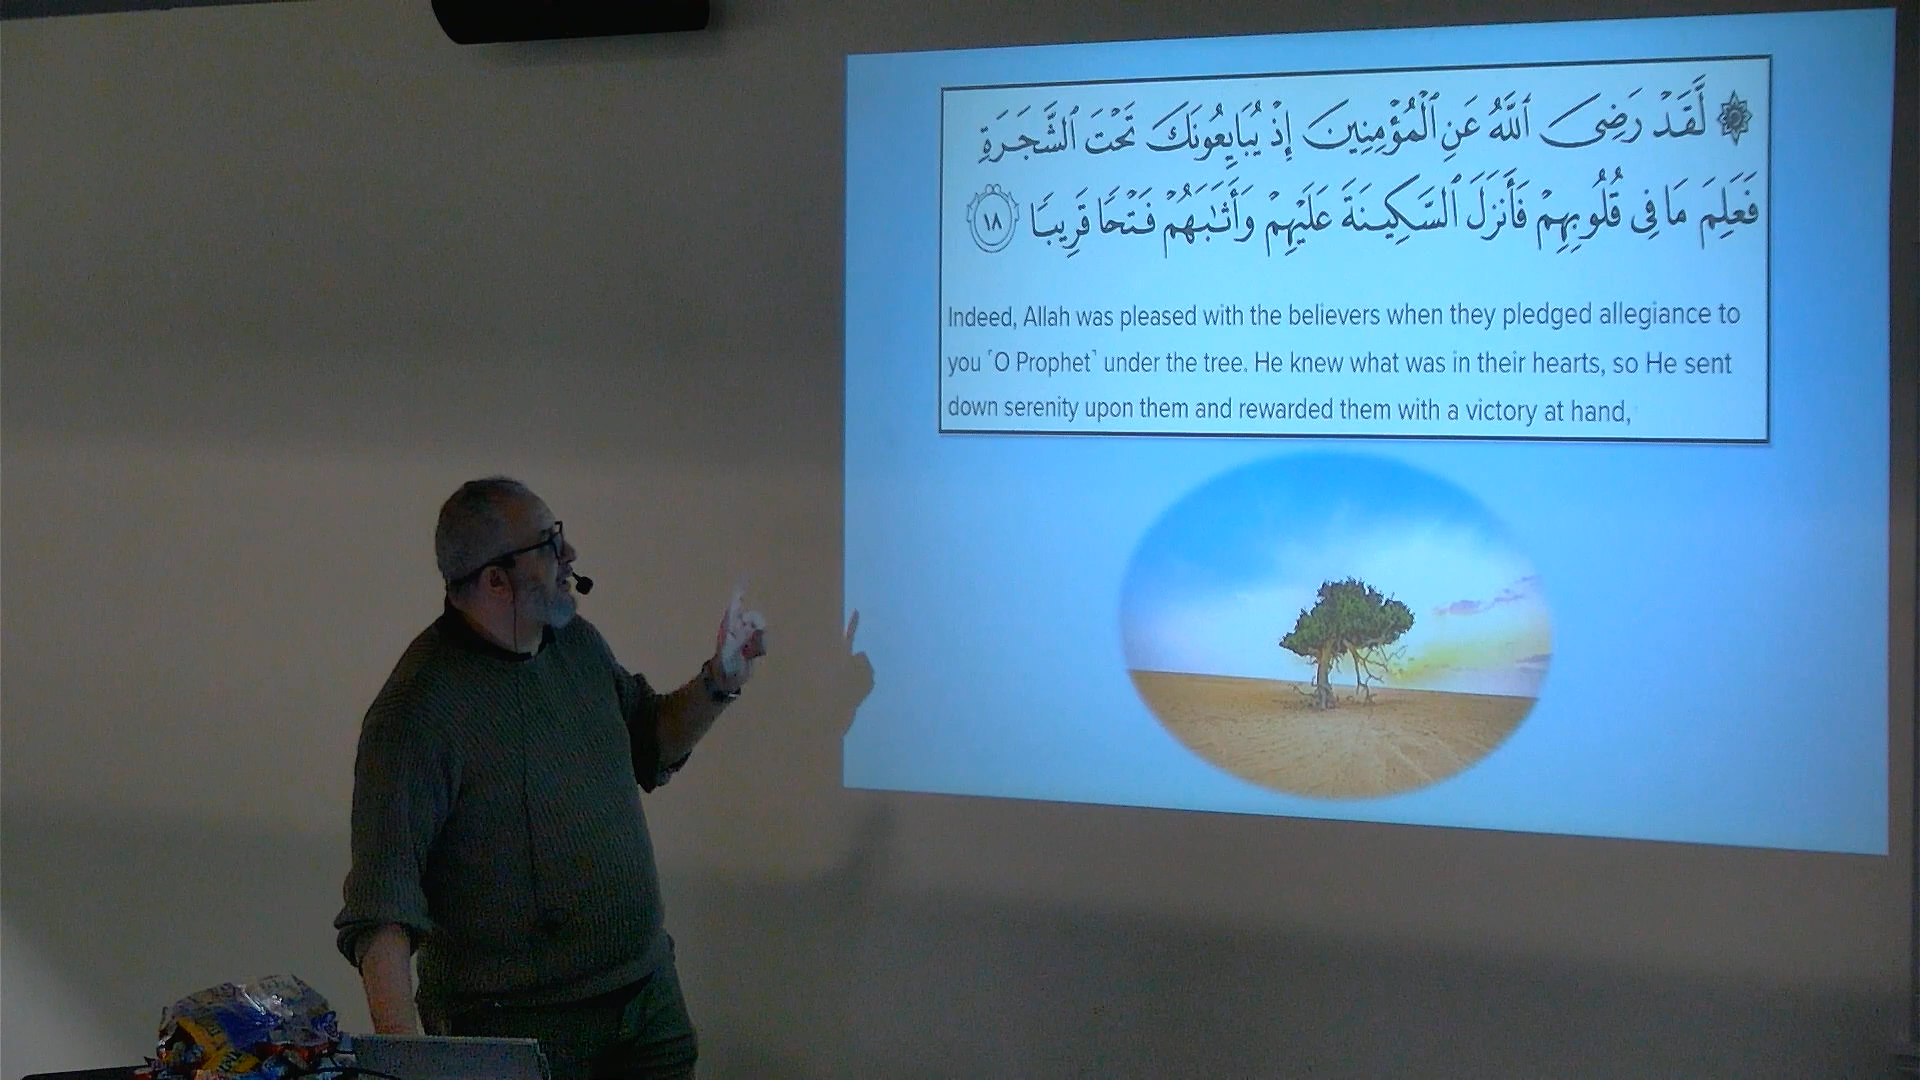 ۞ لَّقَدْ رَضِىَ ٱللَّهُ عَنِ ٱلْمُؤْمِنِينَ إِذْ يُبَايِعُونَكَ تَحْتَ ٱلشَّجَرَةِ
فَعَلِمَ مَا فِى قُلُوبِهِمْ فَأَنزَلَ ٱلسَّكِينَةَ عَلَيْهِمْ وَأَثَـٰبَهُمْ فَتْحًا قَرِيبًا ١٨
Indeed, Allah was pleased with the believers when they pledged allegiance to
you ˹O Prophet˺ under the tree. He knew what was in their hearts, so He sent
down serenity upon them and rewarded them with a victory at hand,